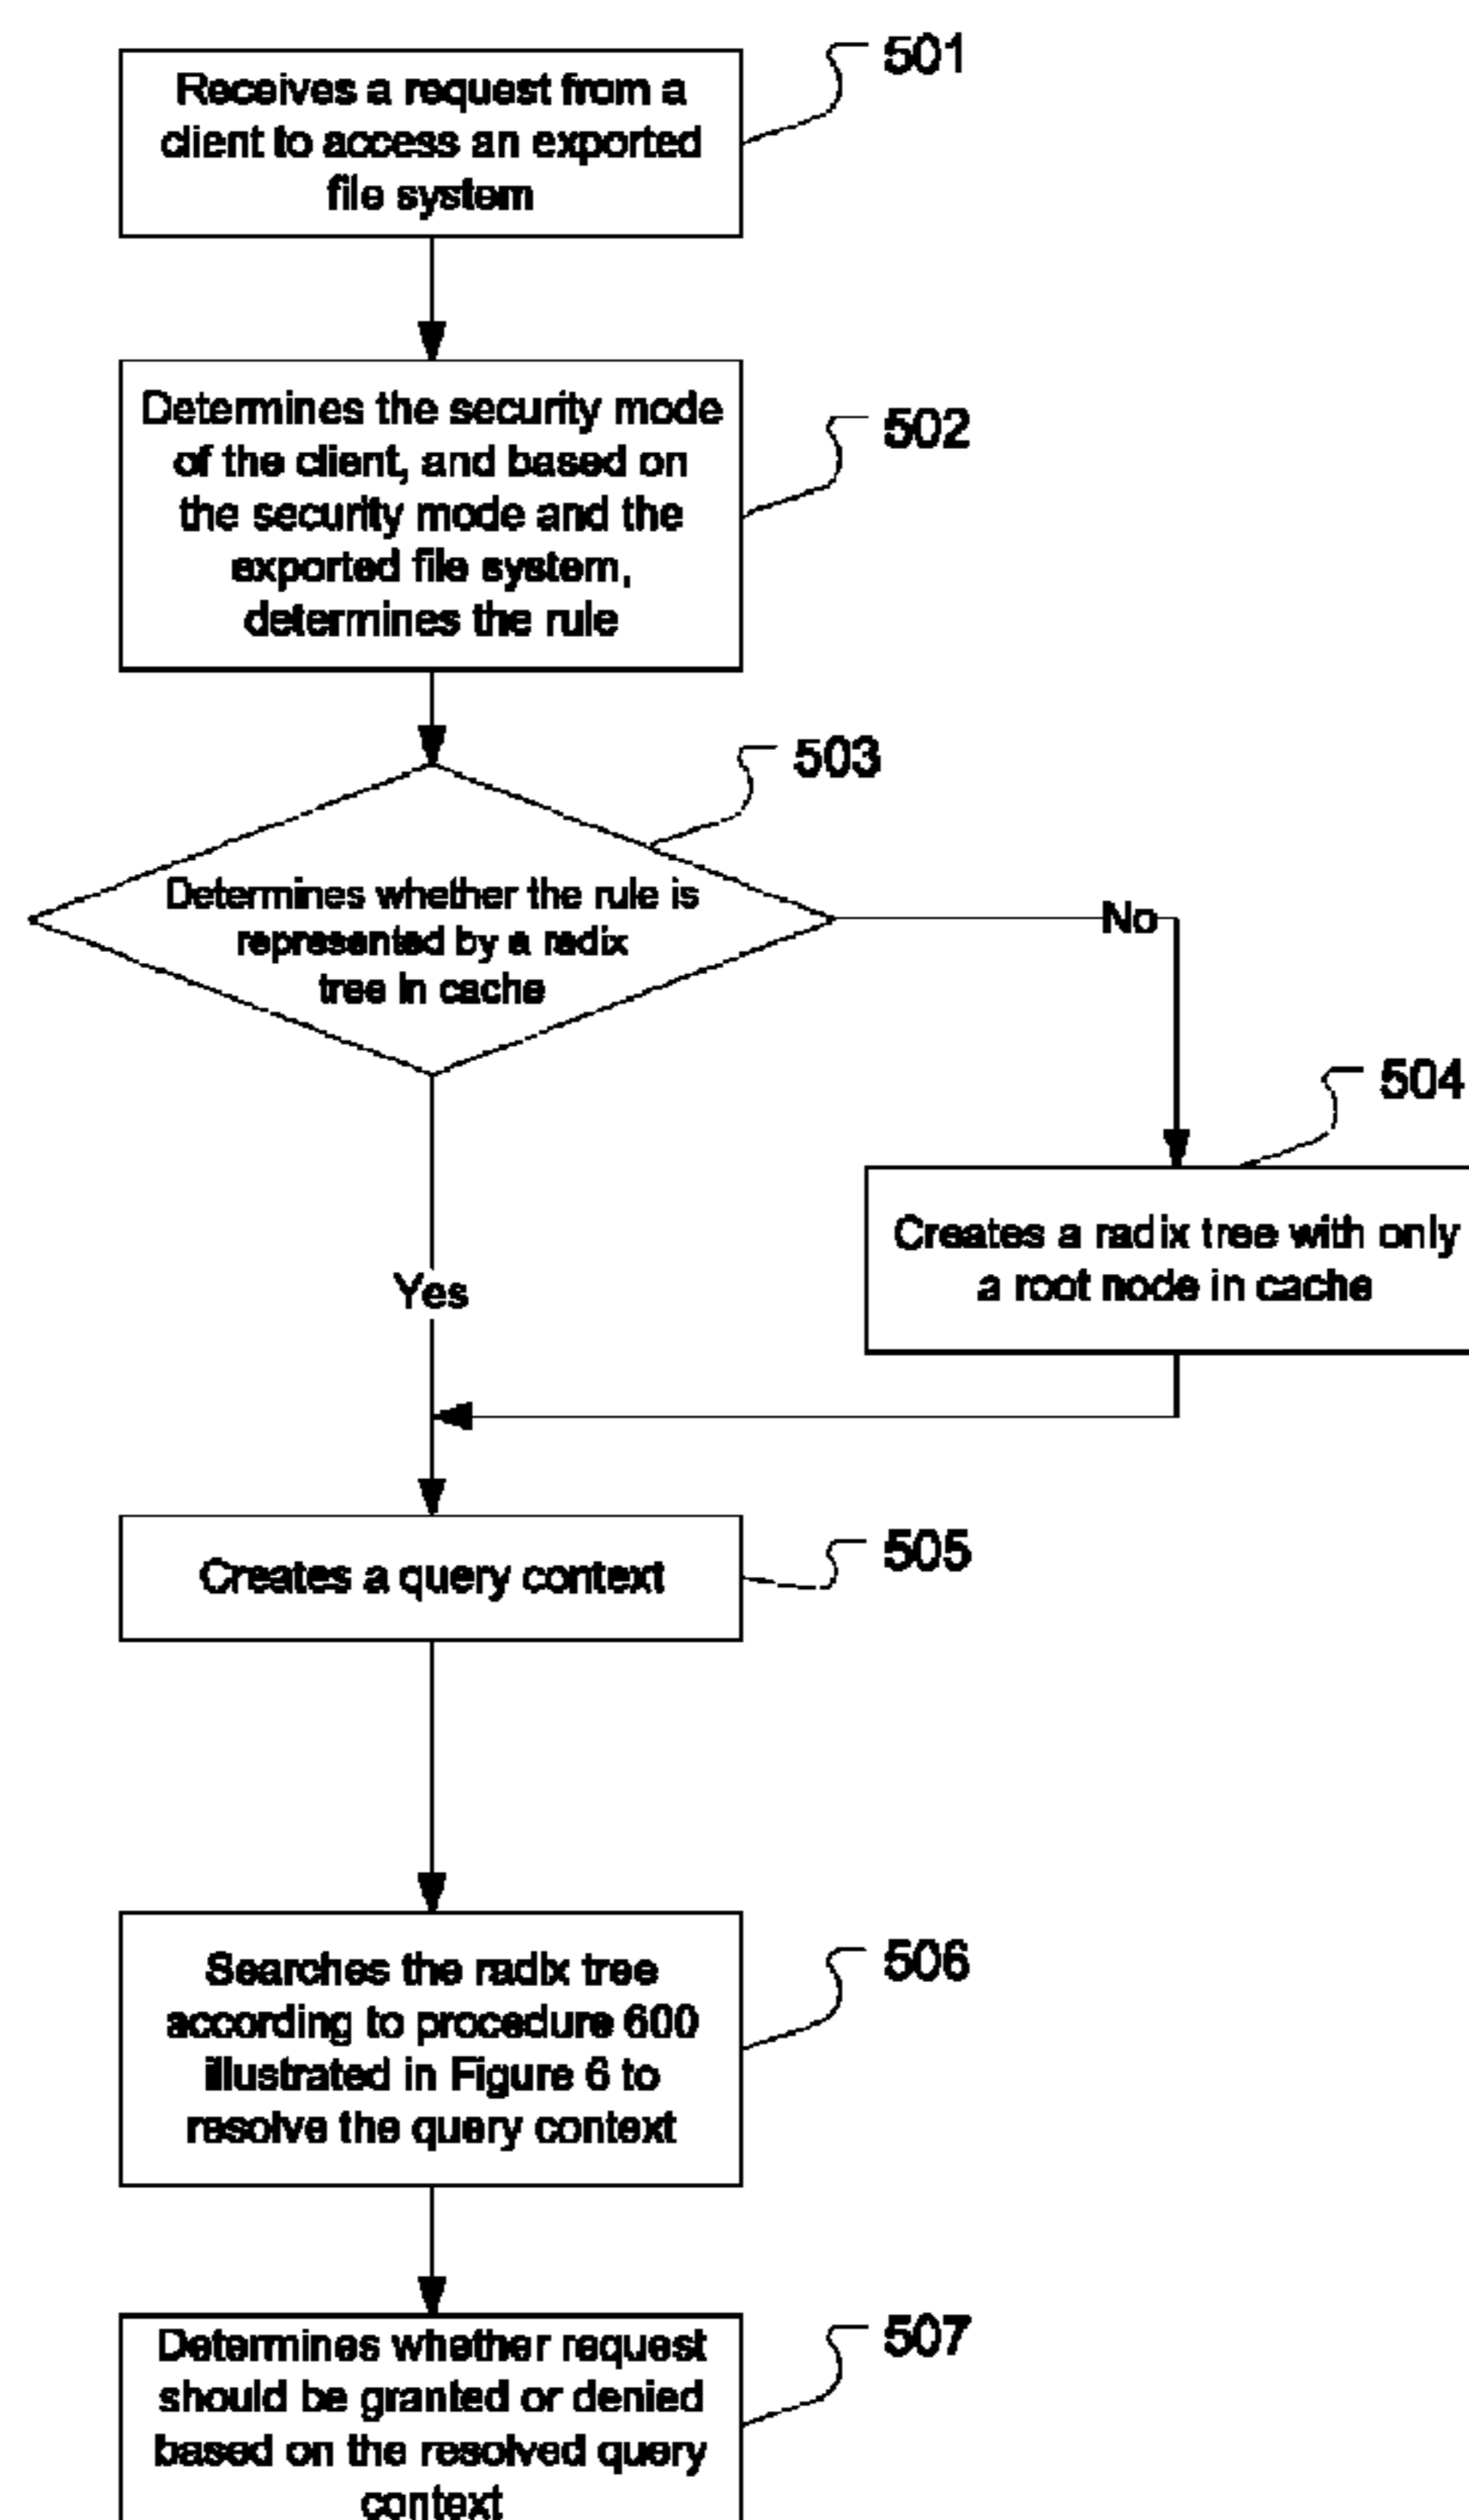 501
Receives a request from a
client to access an exported
file system
502
Determines the security mode
of the client, and based on
the security mode and the
exported file system,
determines the rule
503
Determines whether the rule is
represented by a radix
tree in cache
No
504
Creates a radix tree with only
a root node in cache
Yes
505
Creates a query context
506
Searches the radix tree
according to procedure 600
illustrated in Figure 6 to
resolve the query context
507
Determines whether request
should be granted or denied
based on the resolved query
context